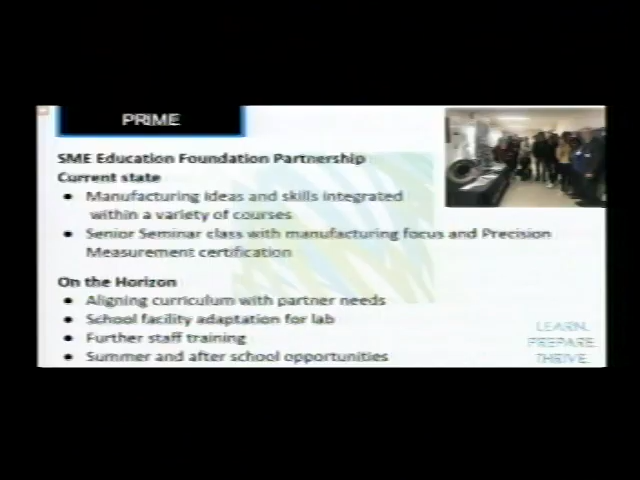 PRIME
SME Education Foundation Partnership
Current state
● Manufacturing ideas and skills integrated
within a variety of courses
● Senior Seminar class with manufacturing focus and Precision
Measurement certification
On the Horizon
● Aligning curriculum with partner needs
● School facility adaptation for lab
● Further staff training
● Summer and after school opportunities
LEARN.
PREPARE.
THRIVE.